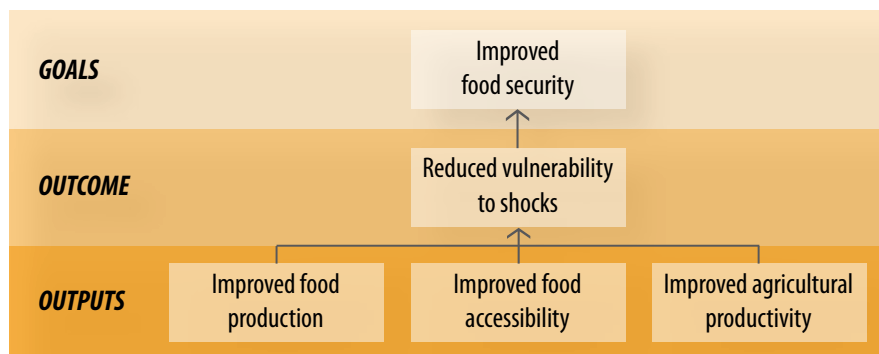 GOALS
Improved
food security
OUTCOME
Reduced vulnerability
to shocks
OUTPUTS
Improved food
production
Improved food
accessibility
Improved agricultural
productivity